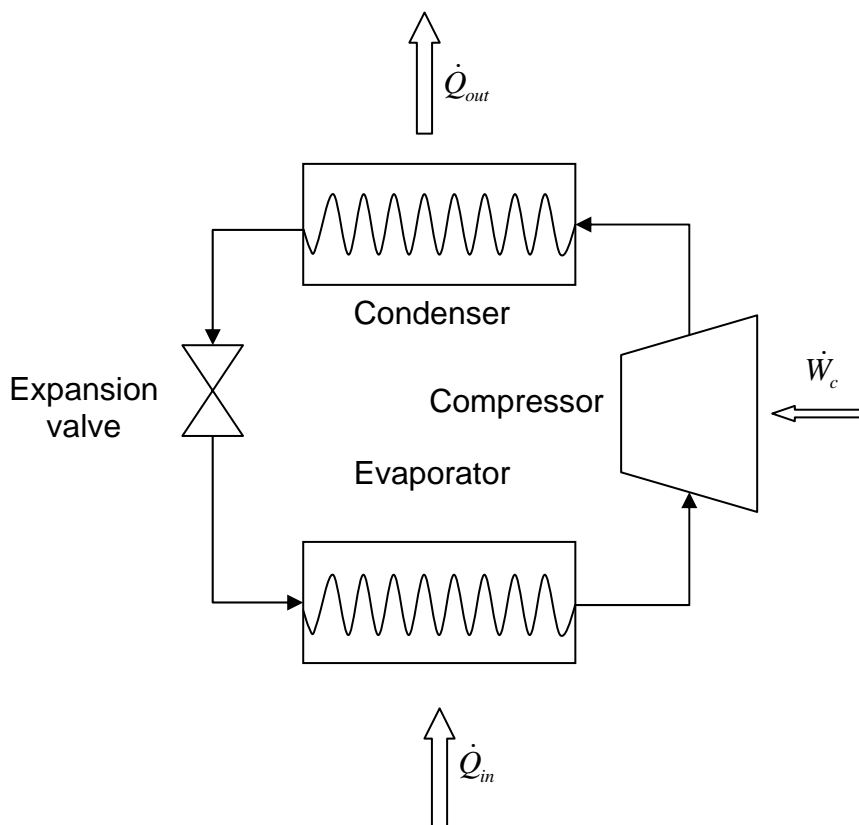 Q̇out
Condenser
Expansion
valve
Compressor
Ẇc
Evaporator
Q̇in